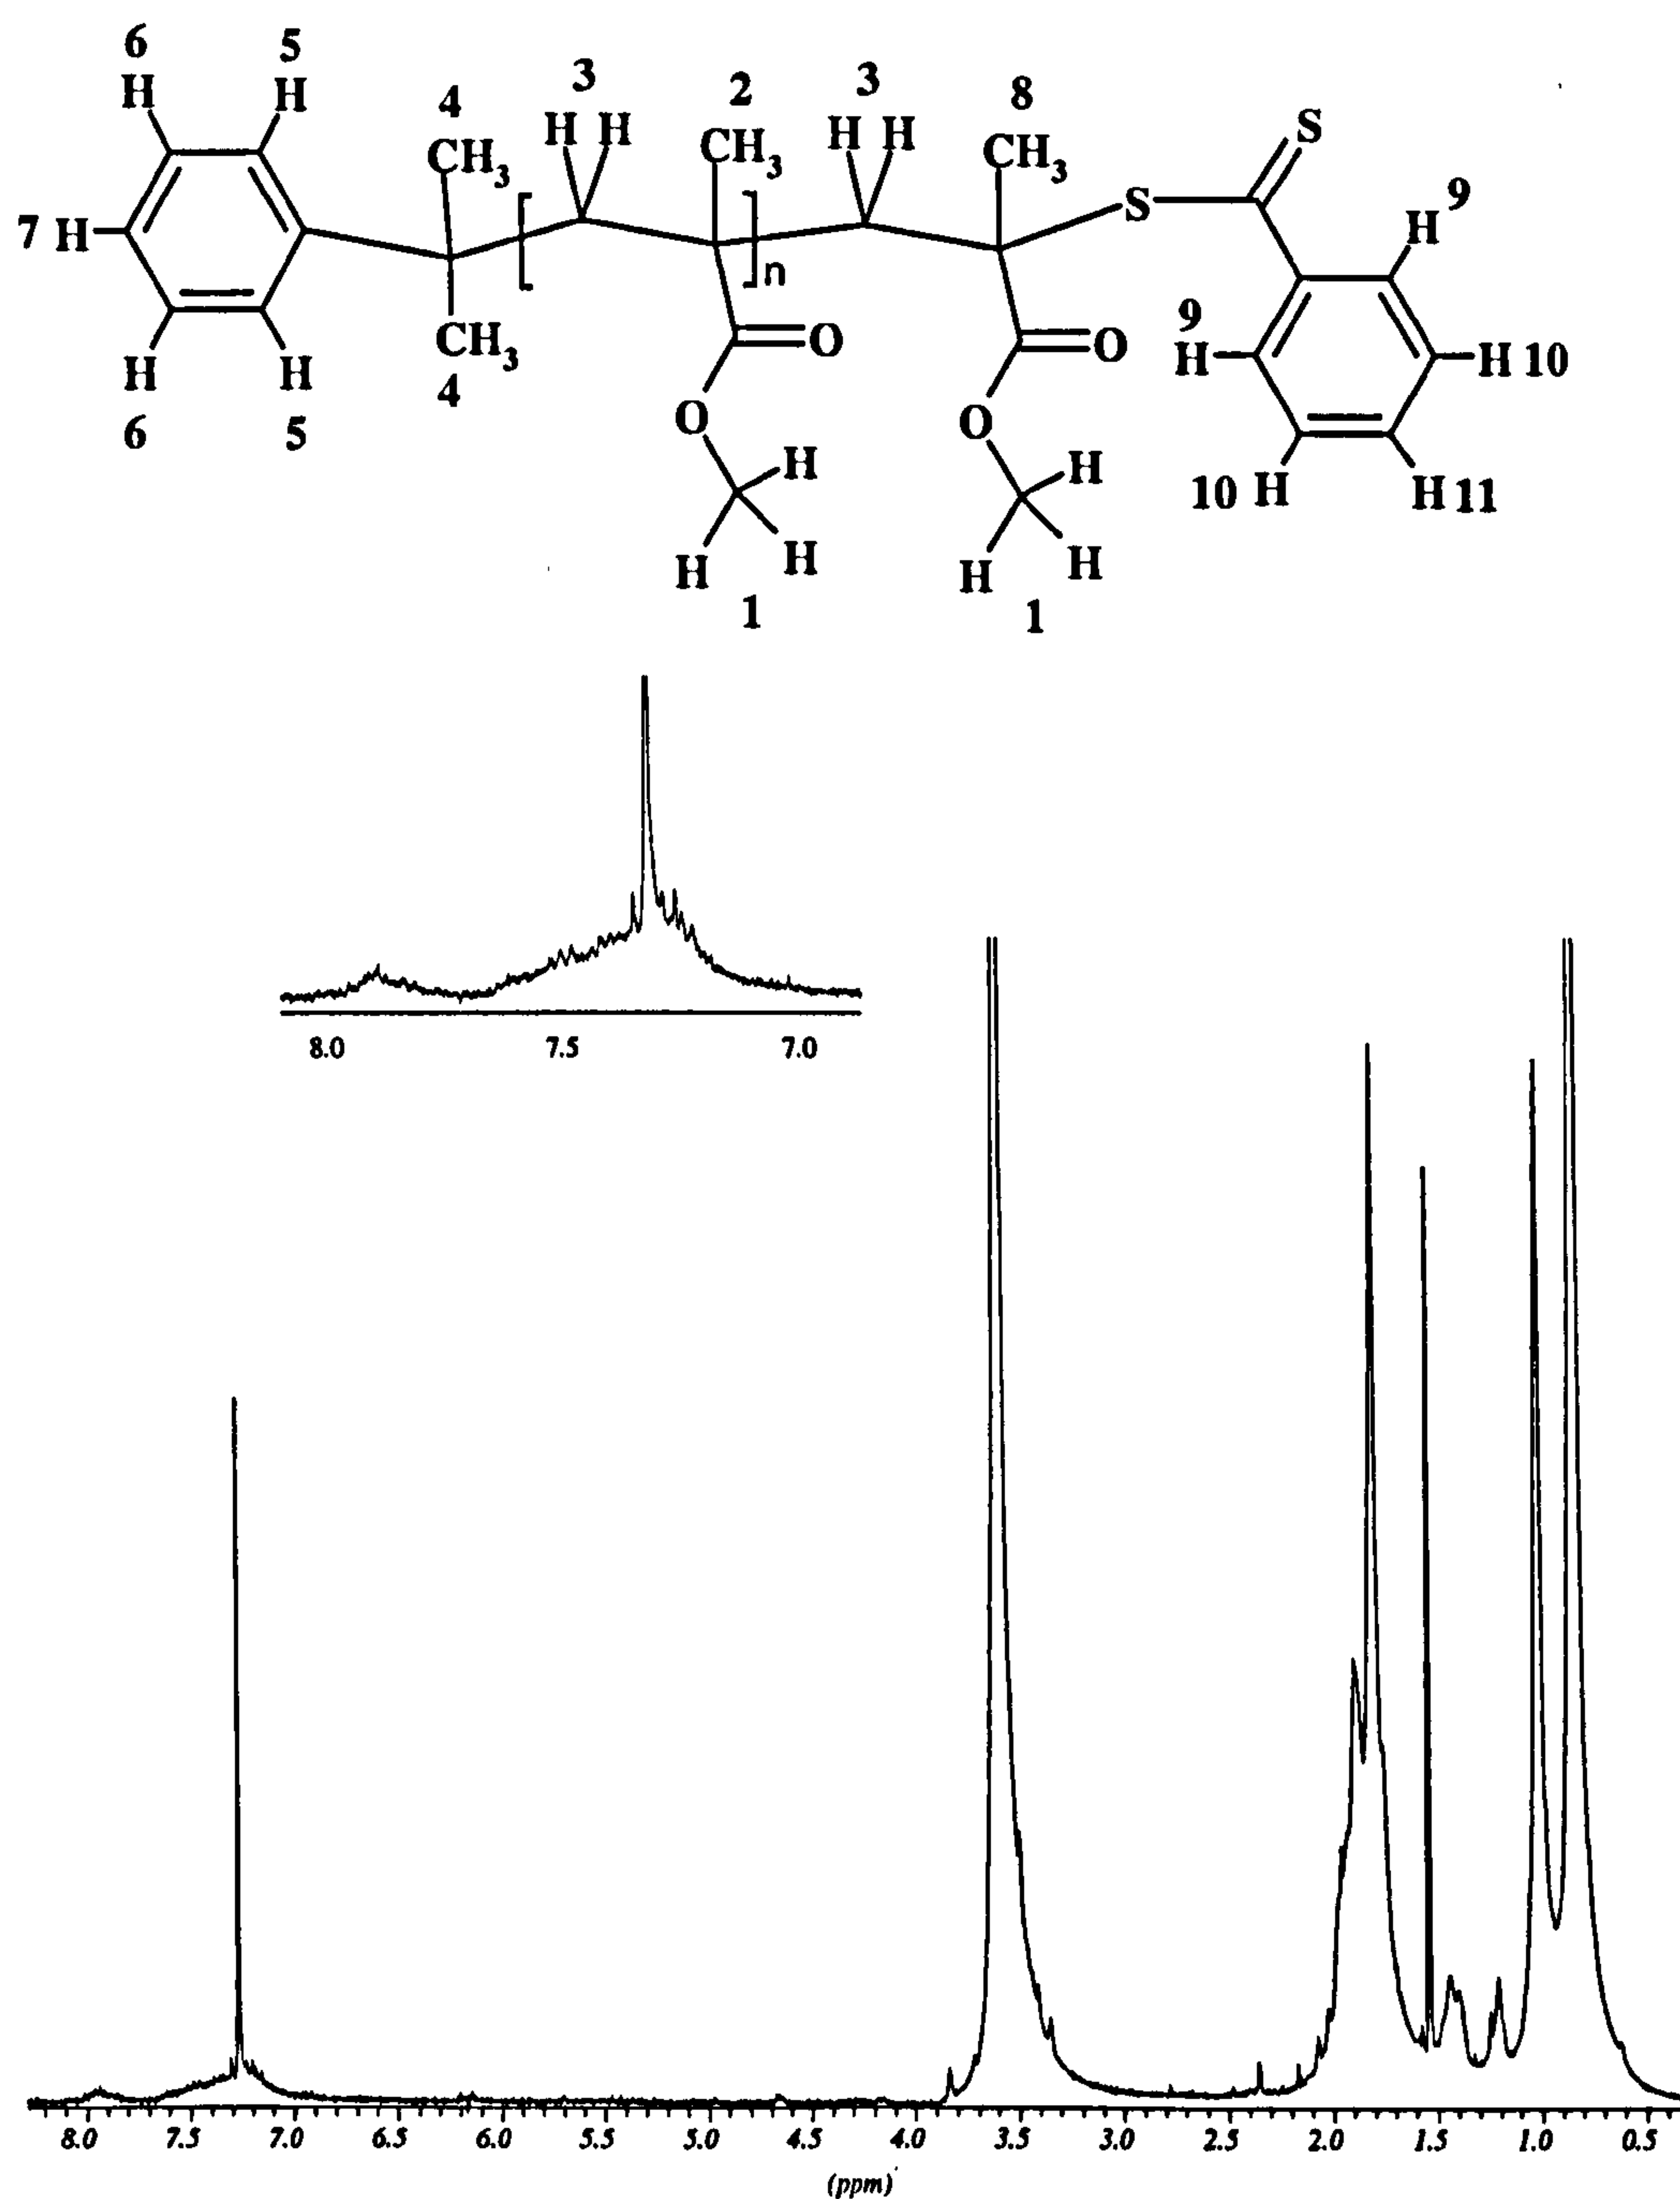 6 5
H H
4 3 2 3 8
CH3 H H CH3 H H CH3 S
7 H [ ]n S H 9
CH3 O O 9 H H 10
H H 4
6 5
O O 10 H H 11
H H
H H H H
1 1
8.0 7.5 7.0
8.0 7.5 7.0 6.5 6.0 5.5 5.0 4.5 4.0 3.5 3.0 2.5 2.0 1.5 1.0 0.5
(ppm)